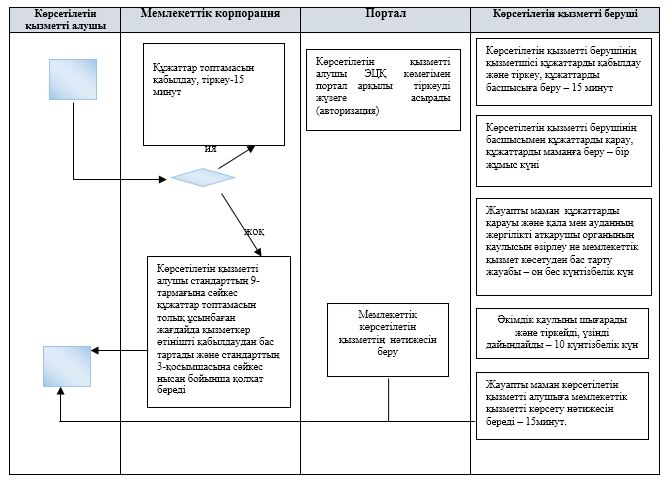 Көрсетілетін
қызметті алушы
Мемлекеттік корпорация
Портал
Көрсетілетін қызметті беруші
Құжаттар топтамасын
қабылдау, тіркеу-15
минут
ИЯ
жоқ
Көрсетілетін қызметті
алушы стандарттың 9-
тармағына сәйкес
құжаттар топтамасын
толық ұсынбаған
жағдайда қызметкер
өтінішті қабылдаудан бас
тартады және стандарттың
3-қосымшасына сәйкес
нысан бойынша қолхат
береді
Көрсетілетін қызметті
алушы ЭЦҚ көмегімен
портал арқылы тіркеуді
жүзеге асырады
(авторизация)
Мемлекеттік
көрсетілетін
қызметтің нәтижесін
беру
Көрсетілетін қызметті берушінің
қызметшісі құжаттарды қабылдау
және тіркеу, құжаттарды
басшысыға беру – 15 минут
Көрсетілетін қызметті берушінің
басшысымен құжаттарды қарау,
құжаттарды маманға беру – бір
жұмыс күні
Жауапты маман құжаттарды
қарауы және қала мен ауданның
жергілікті атқарушы органының
қаулысын әзірлеу не мемлекеттік
қызмет көсетуден бас тарту
жауабы – он бес күнтізбелік күн
Әкімдік қаулыны шығарады
және тіркейді, үзінді
дайындайды – 10 күнтізбелік күн
Жауапты маман көрсетілетін
қызметті алушыға мемлекеттік
қызметті көрсету нәтижесін
береді – 15минут.